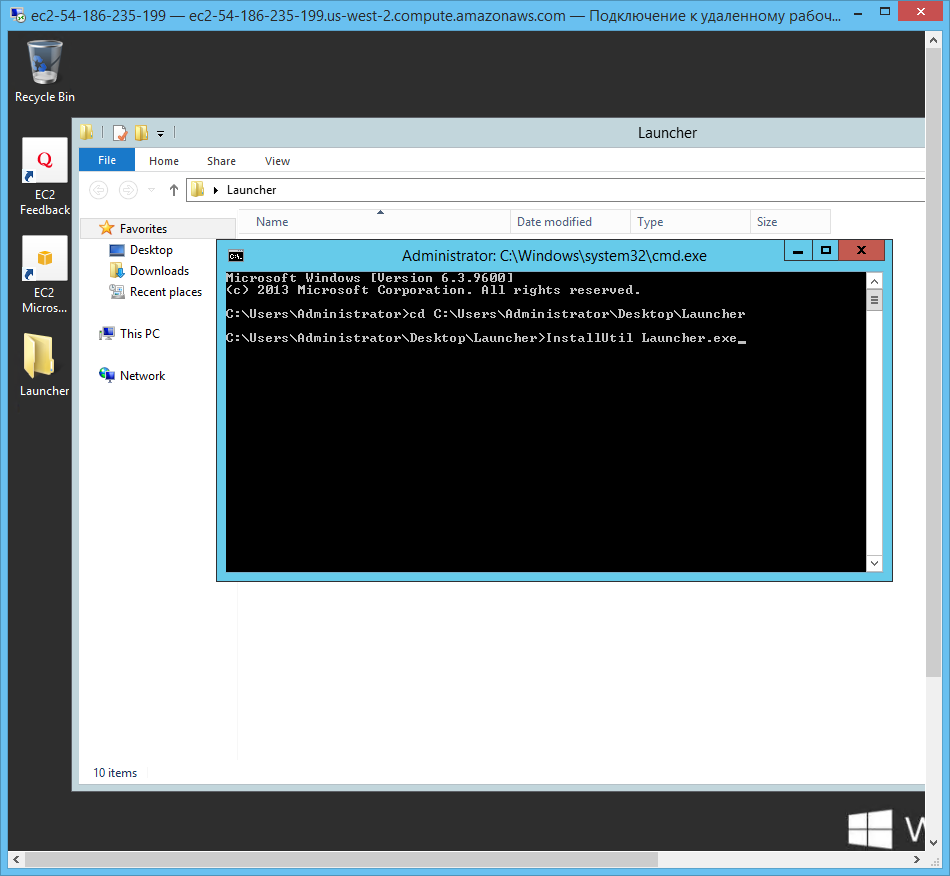 ec2-54-186-235-199 — ec2-54-186-235-199.us-west-2.compute.amazonaws.com — Подключение к удаленному рабоч...
Recycle Bin
EC2
Feedback
EC2
Micros...
Launcher
Launcher
File
Home
Share
View
Launcher
Name
Date modified
Type
Size
Favorites
Desktop
Downloads
Recent places
This PC
Network
Administrator: C:\Windows\system32\cmd.exe
Microsoft Windows [Version 6.3.9600]
(c) 2013 Microsoft Corporation. All rights reserved.
C:\Users\Administrator>cd C:\Users\Administrator\Desktop\Launcher
C:\Users\Administrator\Desktop\Launcher>InstallUtil Launcher.exe_
10 items
W